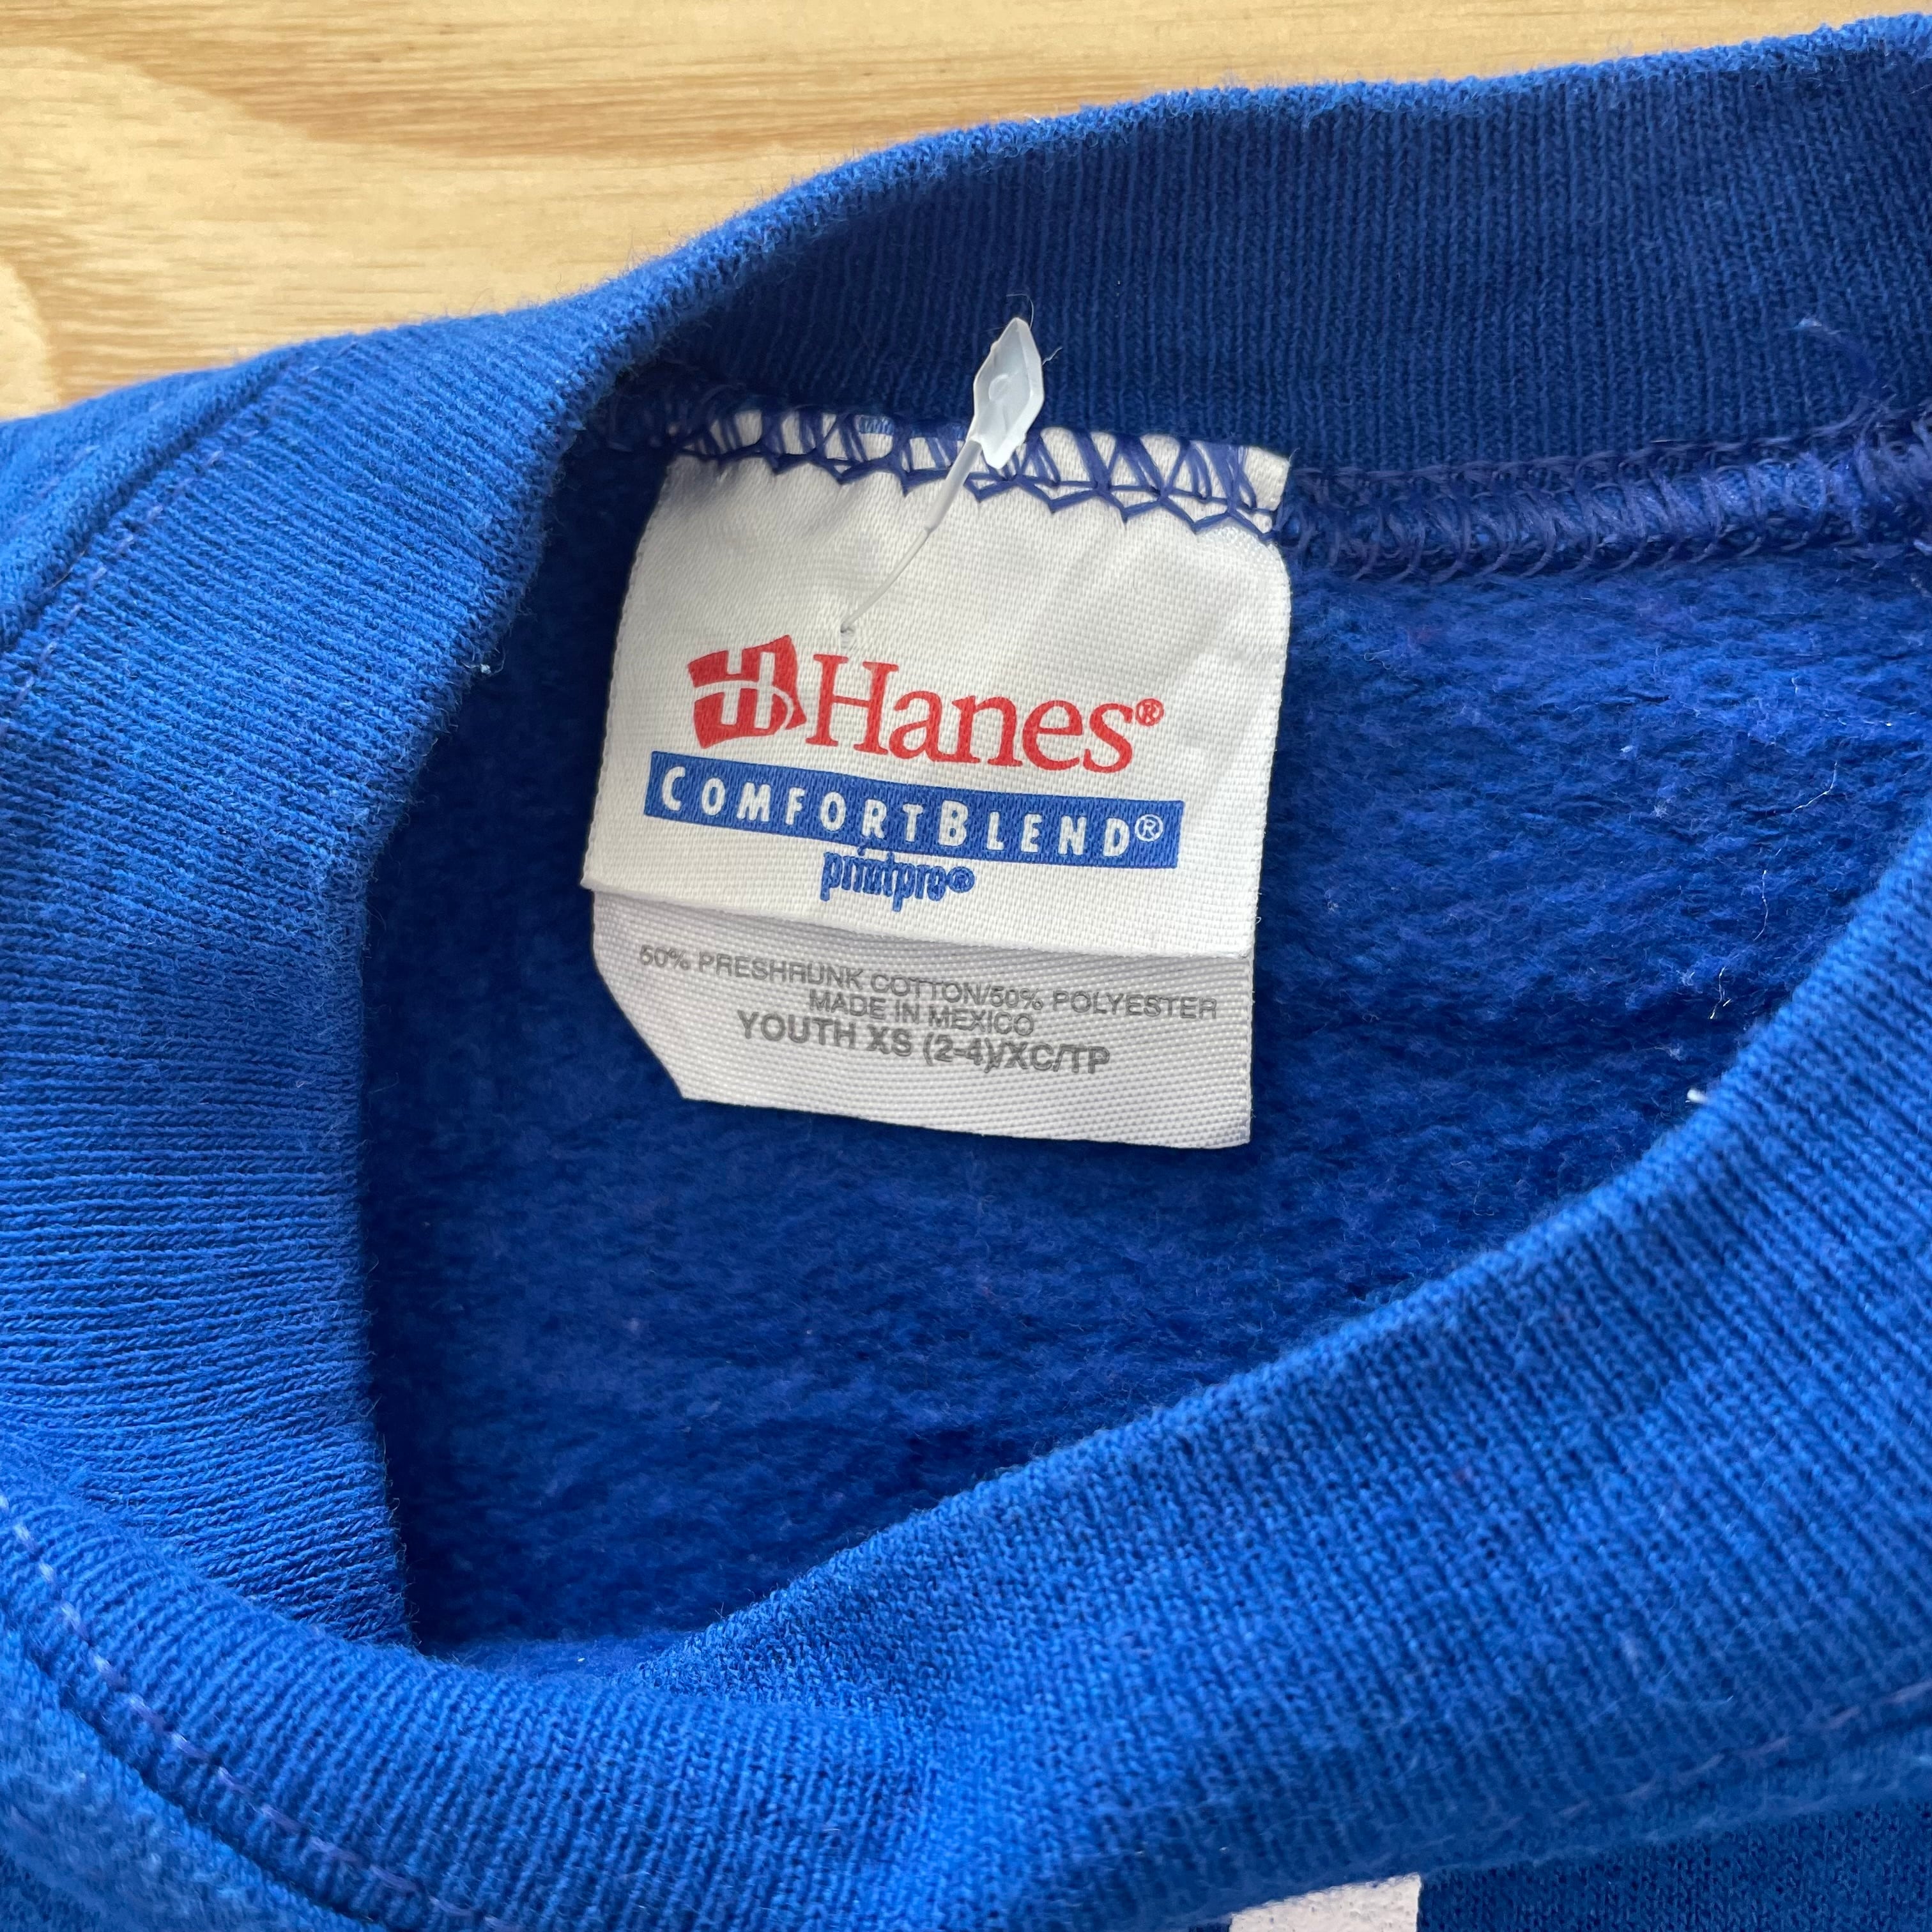 Hanes®
COMFORTBLEND®
printpro®
50% PRESHRUNK COTTON/50% POLYESTER
MADE IN MEXICO
YOUTH XS (2-4)/XC/TP